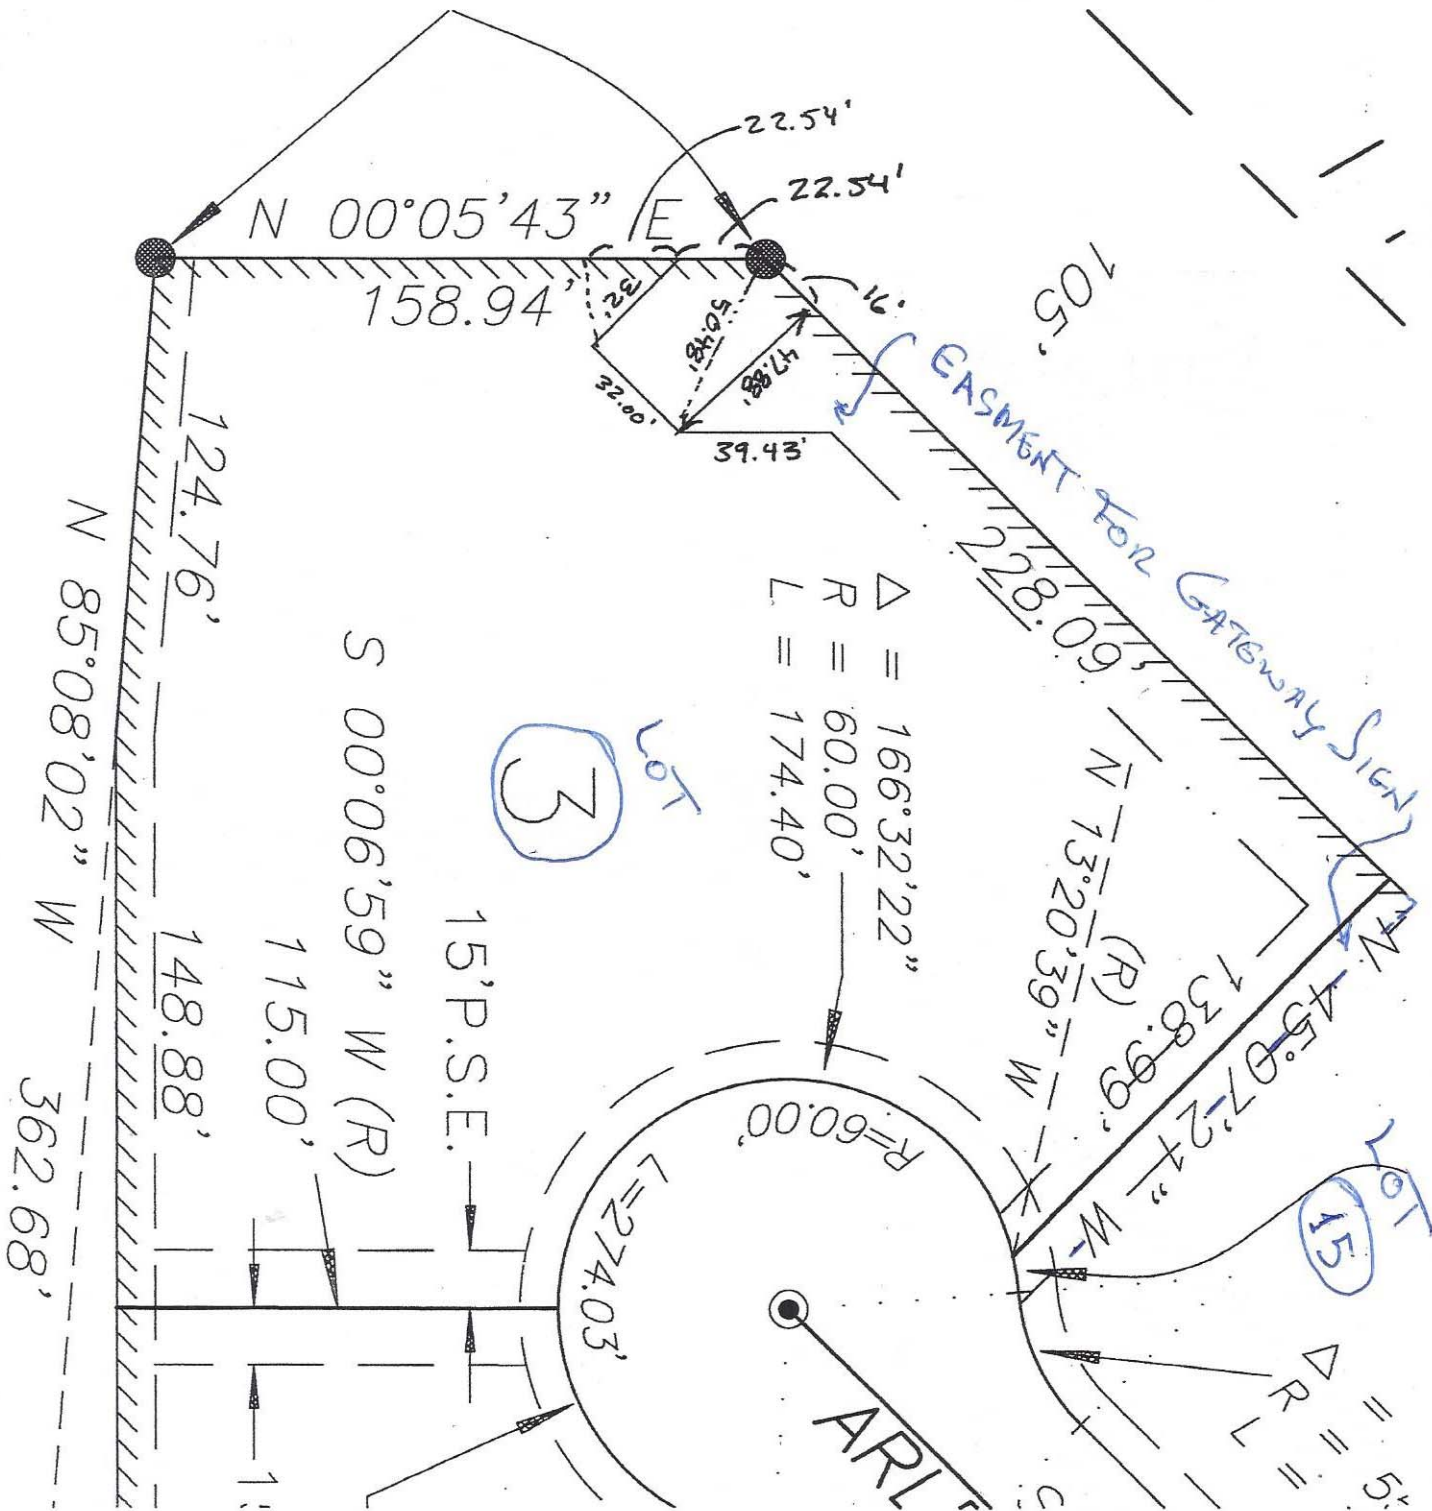 22.54'
22.54'
N 00°05'43" E
158.94'
32'
50.48'
47.88'
16'
32.00'
39.43'
105'
EASMENT FOR GATEWAY SIGN
228.09'
124.76'
N 85°08'02" W
362.68'
148.88'
LOT
3
S 00°06'59" W (R)
115.00'
15' P.S.E.
Δ = 166°32'22"
R = 60.00'
L = 174.40'
N 13°20'39" W
(R)
138.99'
N 45°07'21" W
LOT
15
R=60.00'
L=274.03'
Δ =
R = 5
L =
ARL
C